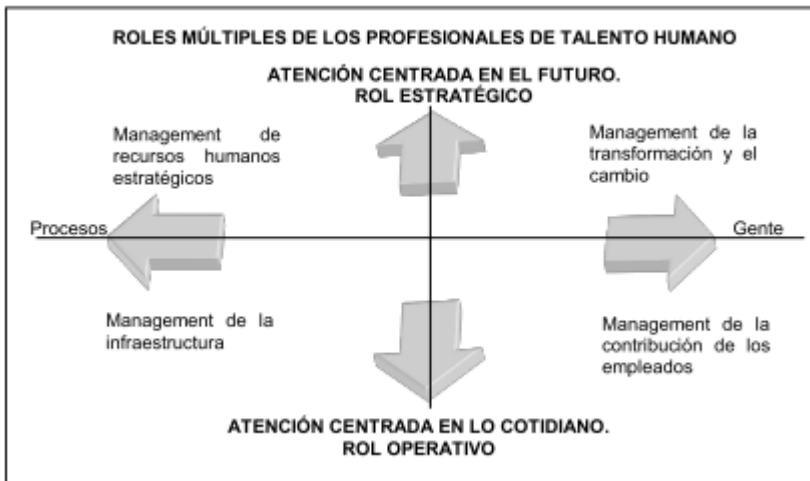 ROLES MÚLTIPLES DE LOS PROFESIONALES DE TALENTO HUMANO
ATENCIÓN CENTRADA EN EL FUTURO.
ROL ESTRATÉGICO
Management de
recursos humanos
estratégicos
Management de la
transformación y el
cambio
Procesos
Gente
Management de la
infraestructura
Management de la
contribución de los
empleados
ATENCIÓN CENTRADA EN LO COTIDIANO.
ROL OPERATIVO